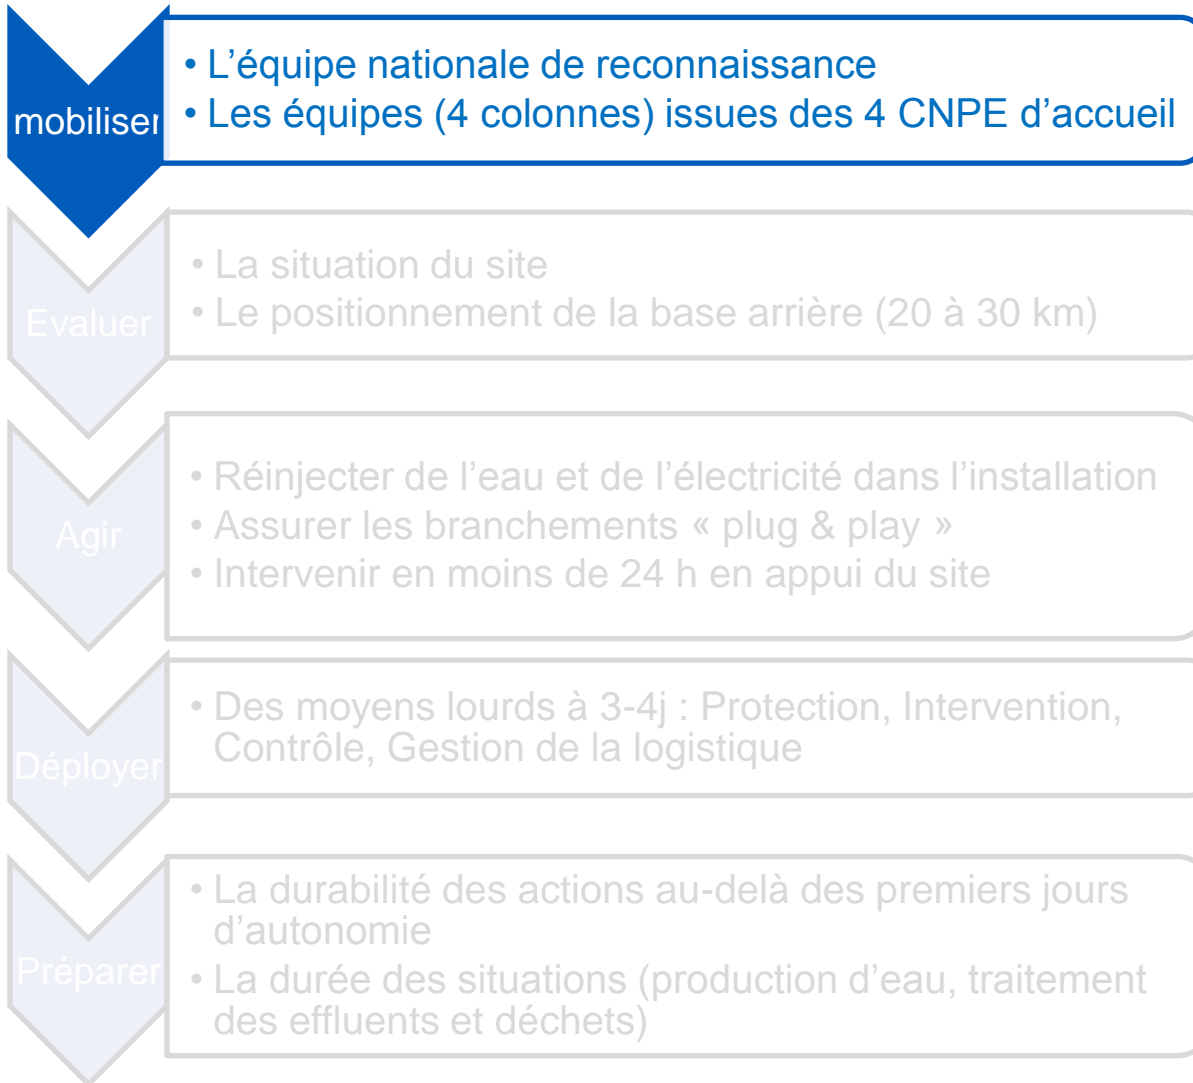 mobiliser
• L’équipe nationale de reconnaissance
• Les équipes (4 colonnes) issues des 4 CNPE d’accueil
Evaluer
• La situation du site
• Le positionnement de la base arrière (20 à 30 km)
Agir
• Réinjecter de l’eau et de l’électricité dans l’installation
• Assurer les branchements « plug & play »
• Intervenir en moins de 24 h en appui du site
Déployer
• Des moyens lourds à 3-4j : Protection, Intervention,
Contrôle, Gestion de la logistique
Préparer
• La durabilité des actions au-delà des premiers jours
d’autonomie
• La durée des situations (production d’eau, traitement
des effluents et déchets)